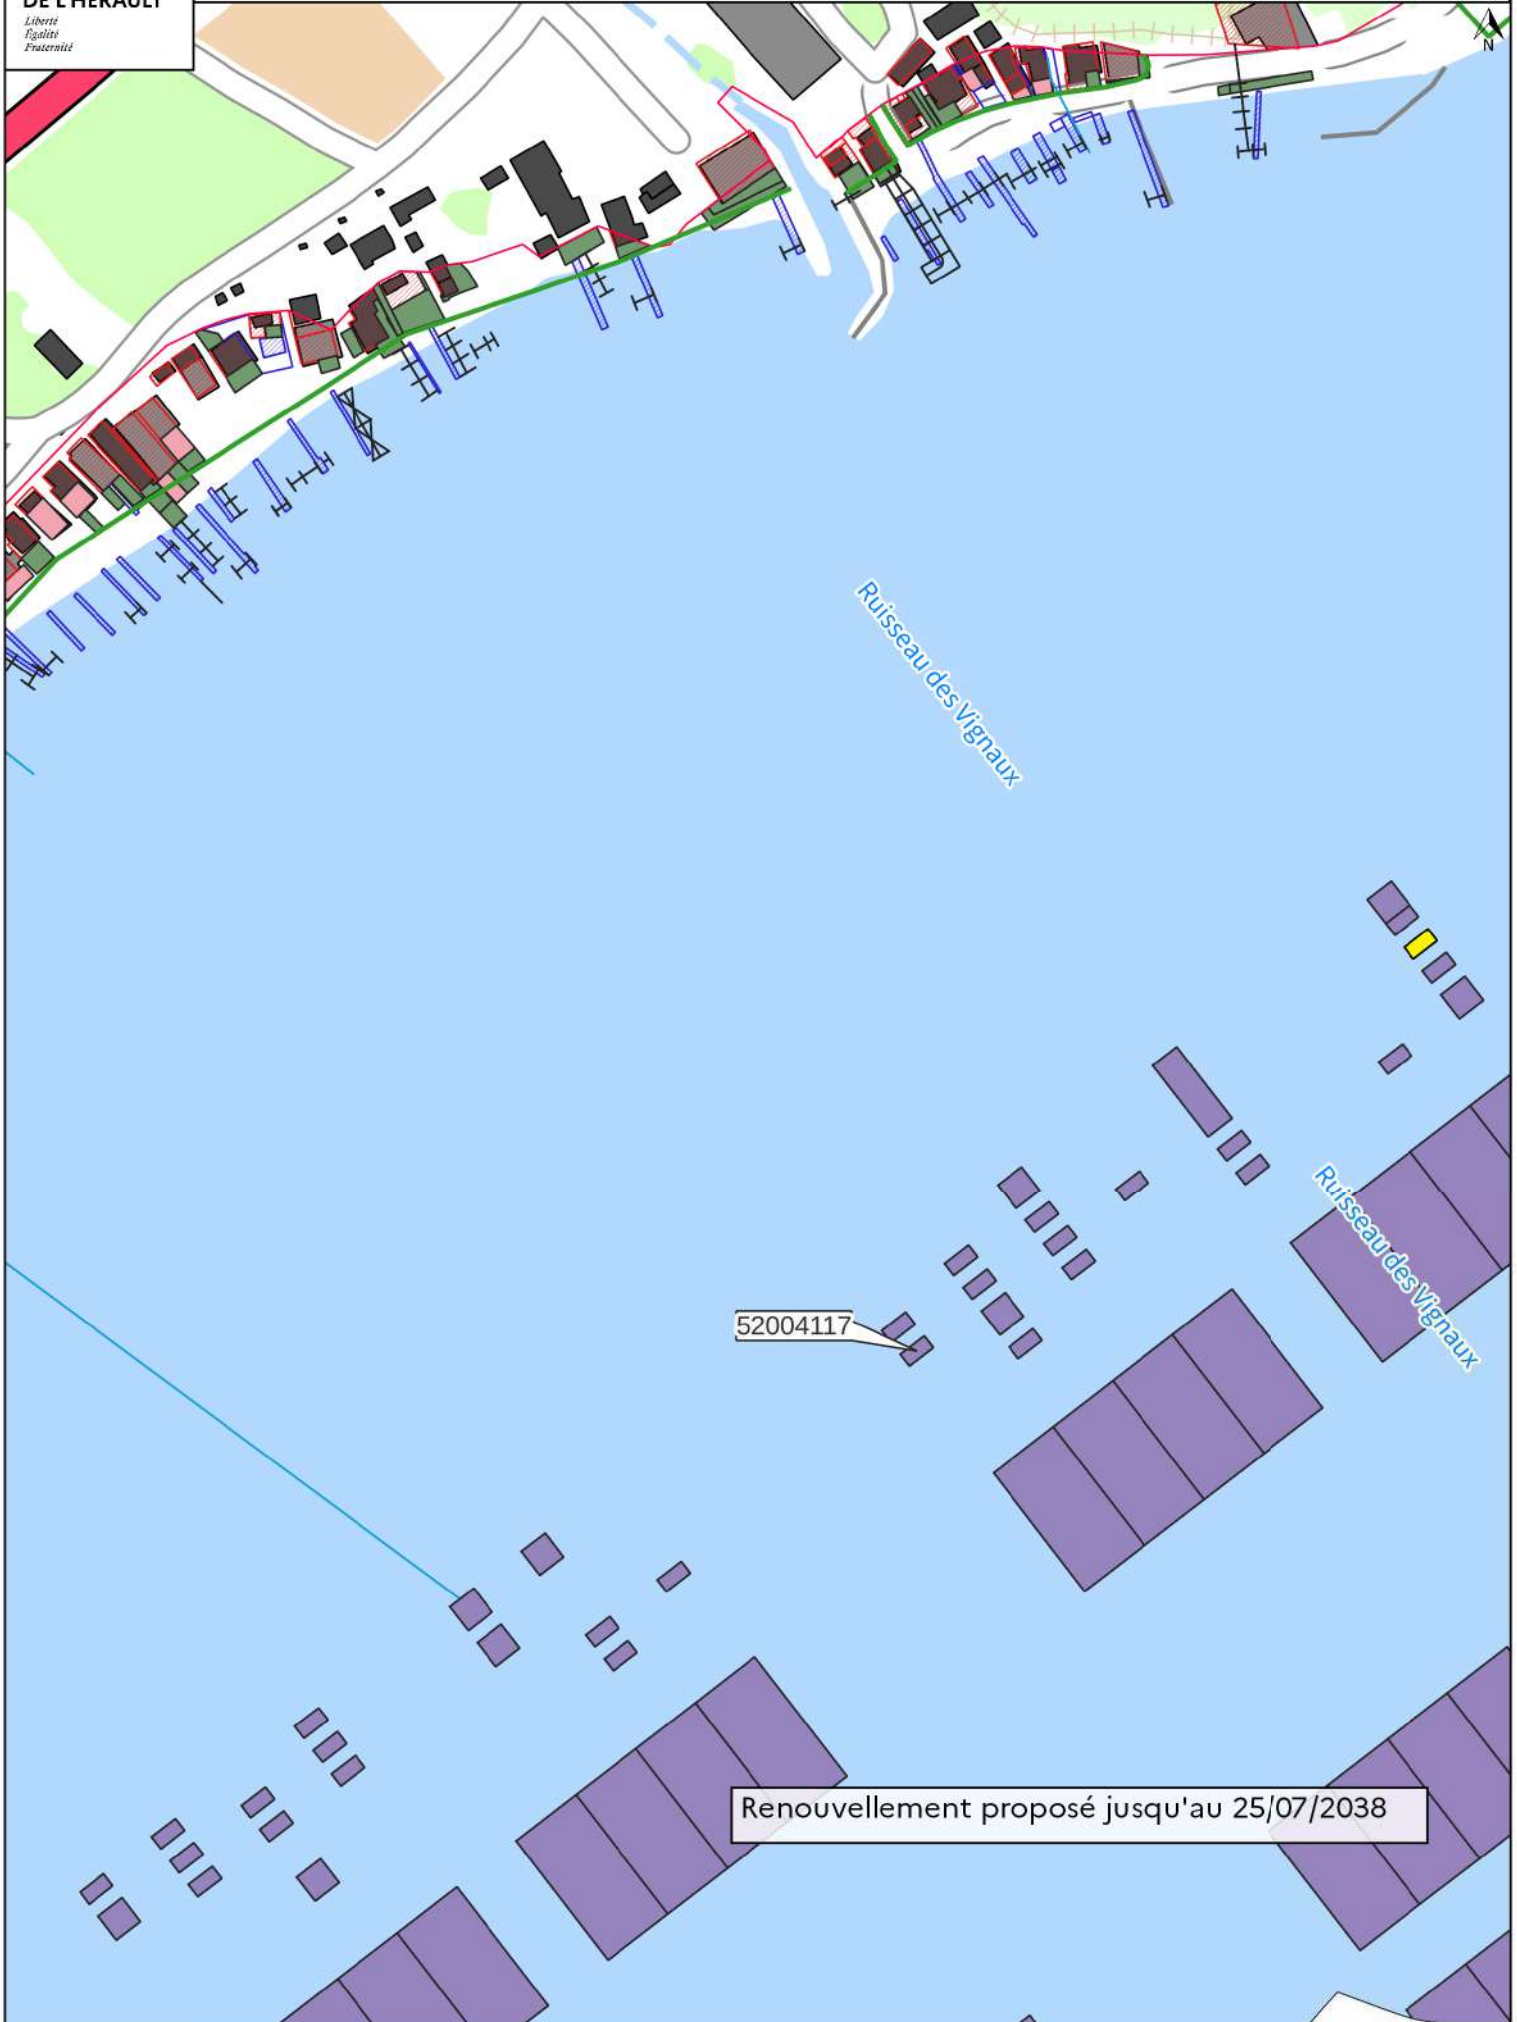 DE L'HÉRAULT
Liberté
Égalité
Fraternité
N
Ruisseau des Vignaux
Ruisseau des Vignaux
52004117
Renouvellement proposé jusqu'au 25/07/2038